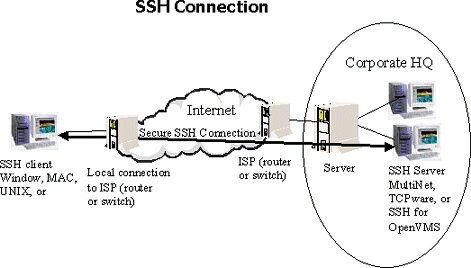 SSH Connection
Corporate HQ
Internet
Secure SSH Connection
SSH client
Window, MAC,
UNIX, or
Local connection
to ISP (router
or switch)
ISP (router
or switch)
Server
SSH Server
MultiNet,
TCPware, or
SSH for
OpenVMS